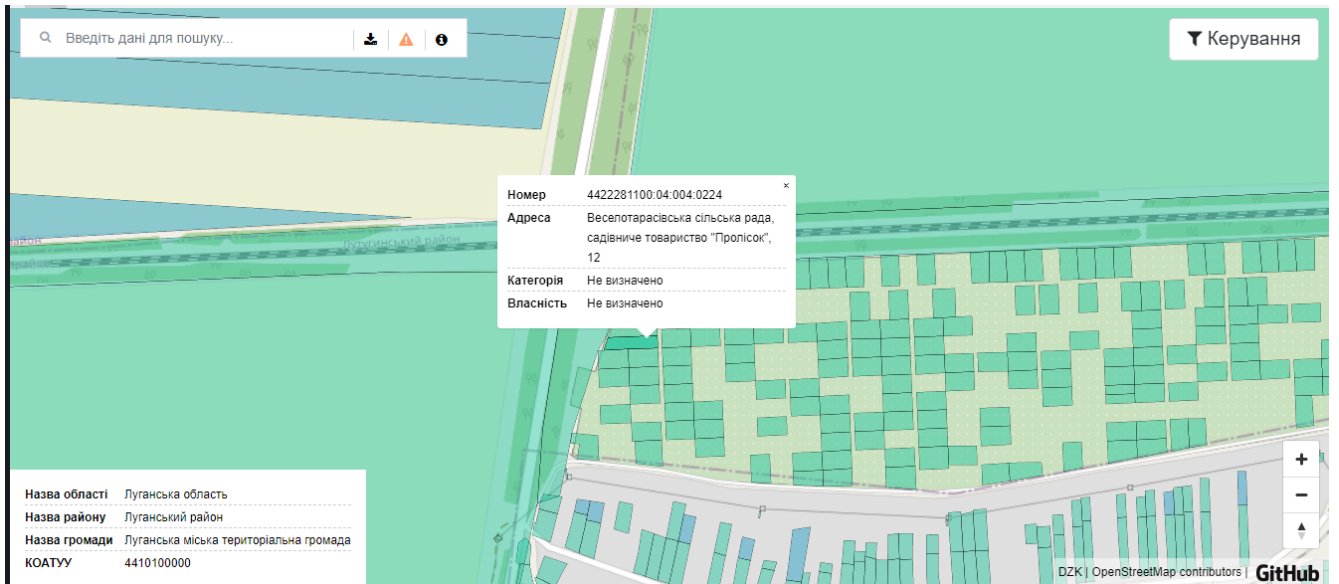 Введіть дані для пошуку...
Керування
×
Номер 4422281100:04:004:0224
Адреса Веселотарасівська сільська рада,
садівниче товариство "Пролісок",
12
Категорія Не визначено
Власність Не визначено
Лутугинський район
Назва області Луганська область
Назва району Луганський район
Назва громади Луганська міська територіальна громада
КОАТУУ 4410100000
+
−
DZK | OpenStreetMap contributors | GitHub